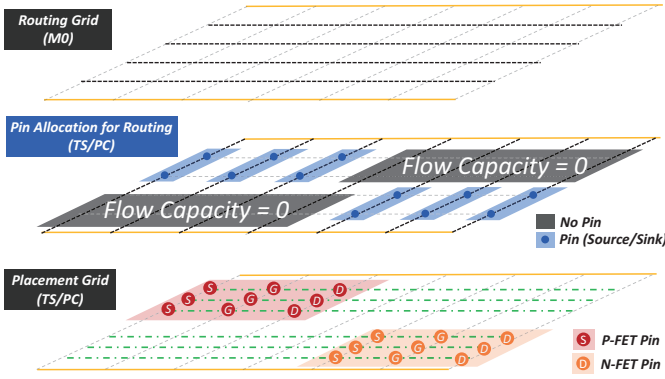 Routing Grid
(M0)
Pin Allocation for Routing
(TS/PC)
Flow Capacity = 0
Flow Capacity = 0
No Pin
Pin (Source/Sink)
Placement Grid
(TS/PC)
S G D
S G D
S G D
S G D
S G D
S G D
S P-FET Pin
D N-FET Pin